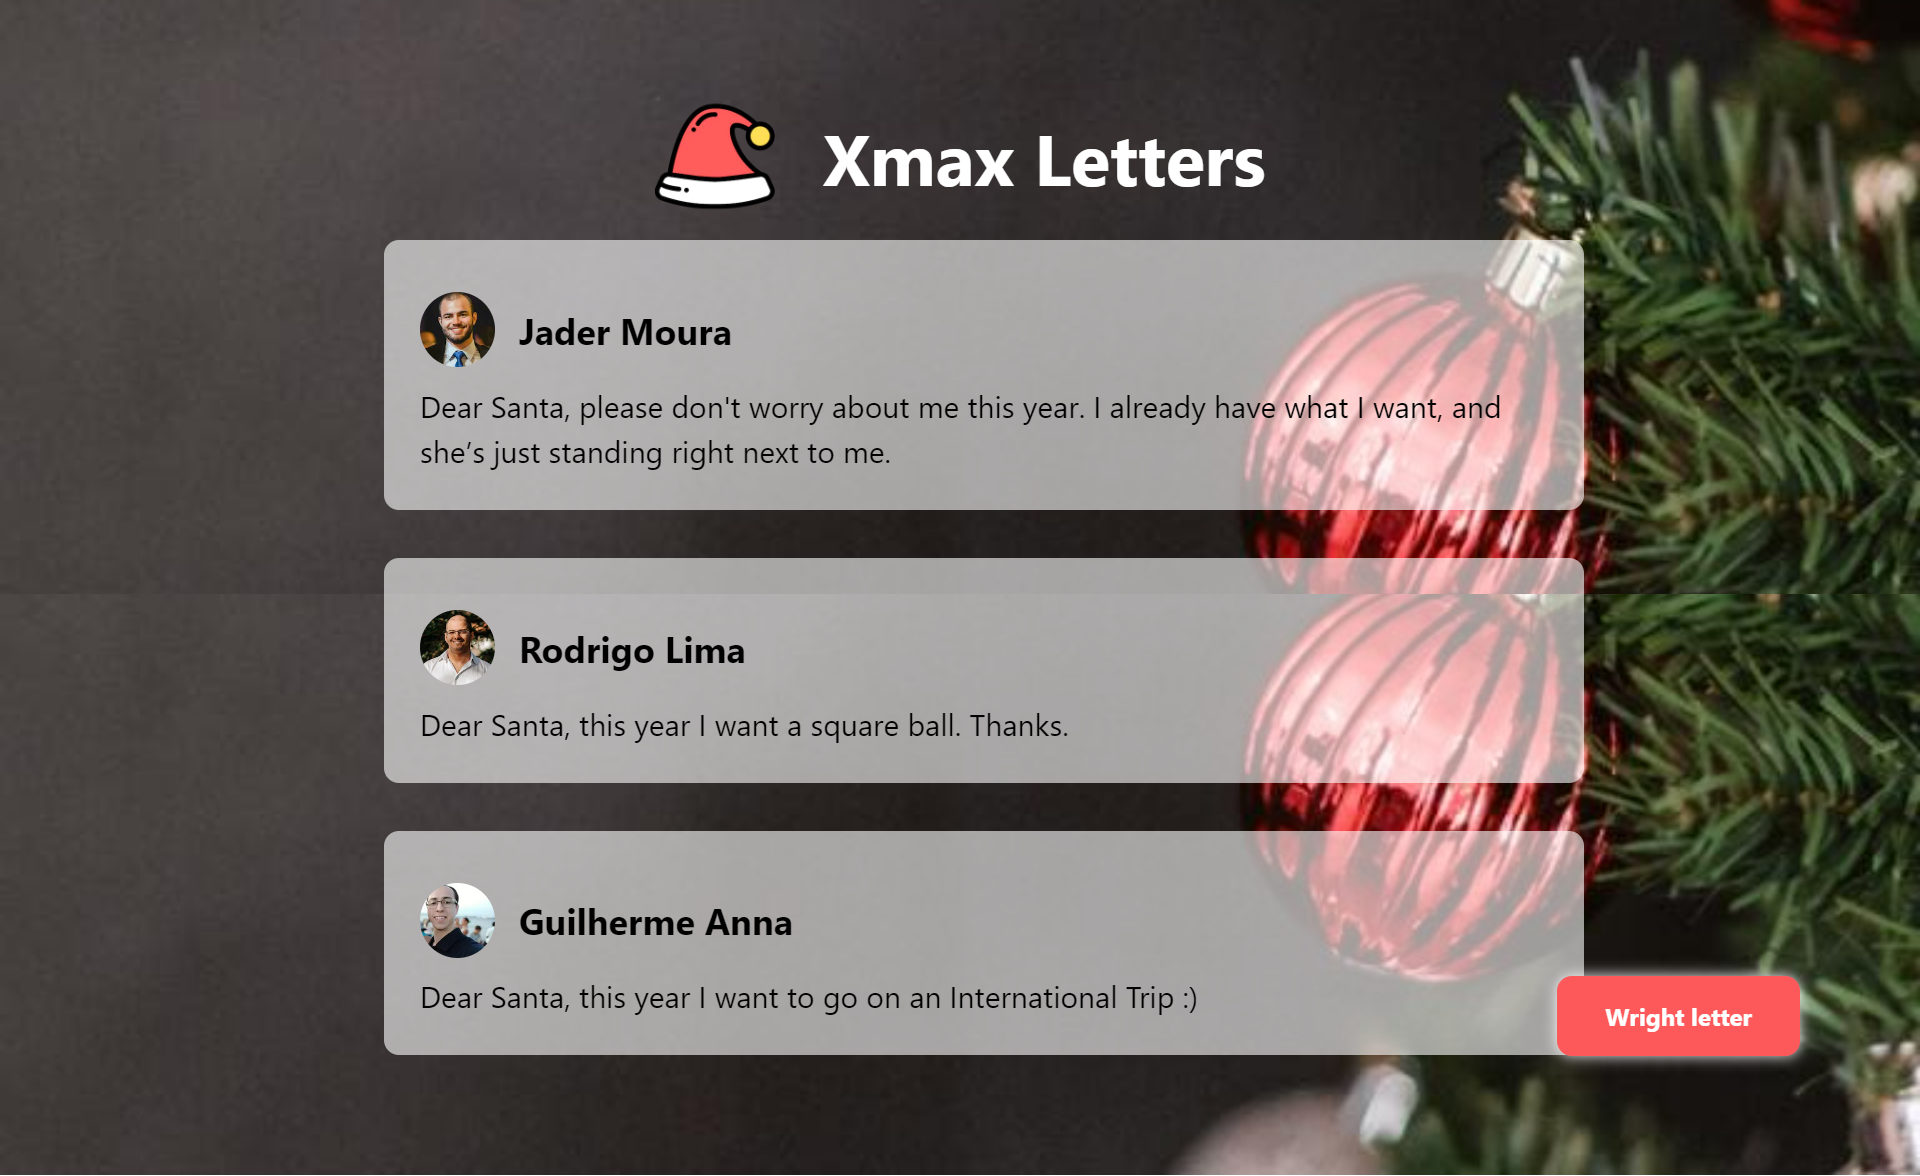 Xmax Letters
Jader Moura
Dear Santa, please don't worry about me this year. I already have what I want, and
she’s just standing right next to me.
Rodrigo Lima
Dear Santa, this year I want a square ball. Thanks.
Guilherme Anna
Dear Santa, this year I want to go on an International Trip :)
Wright letter